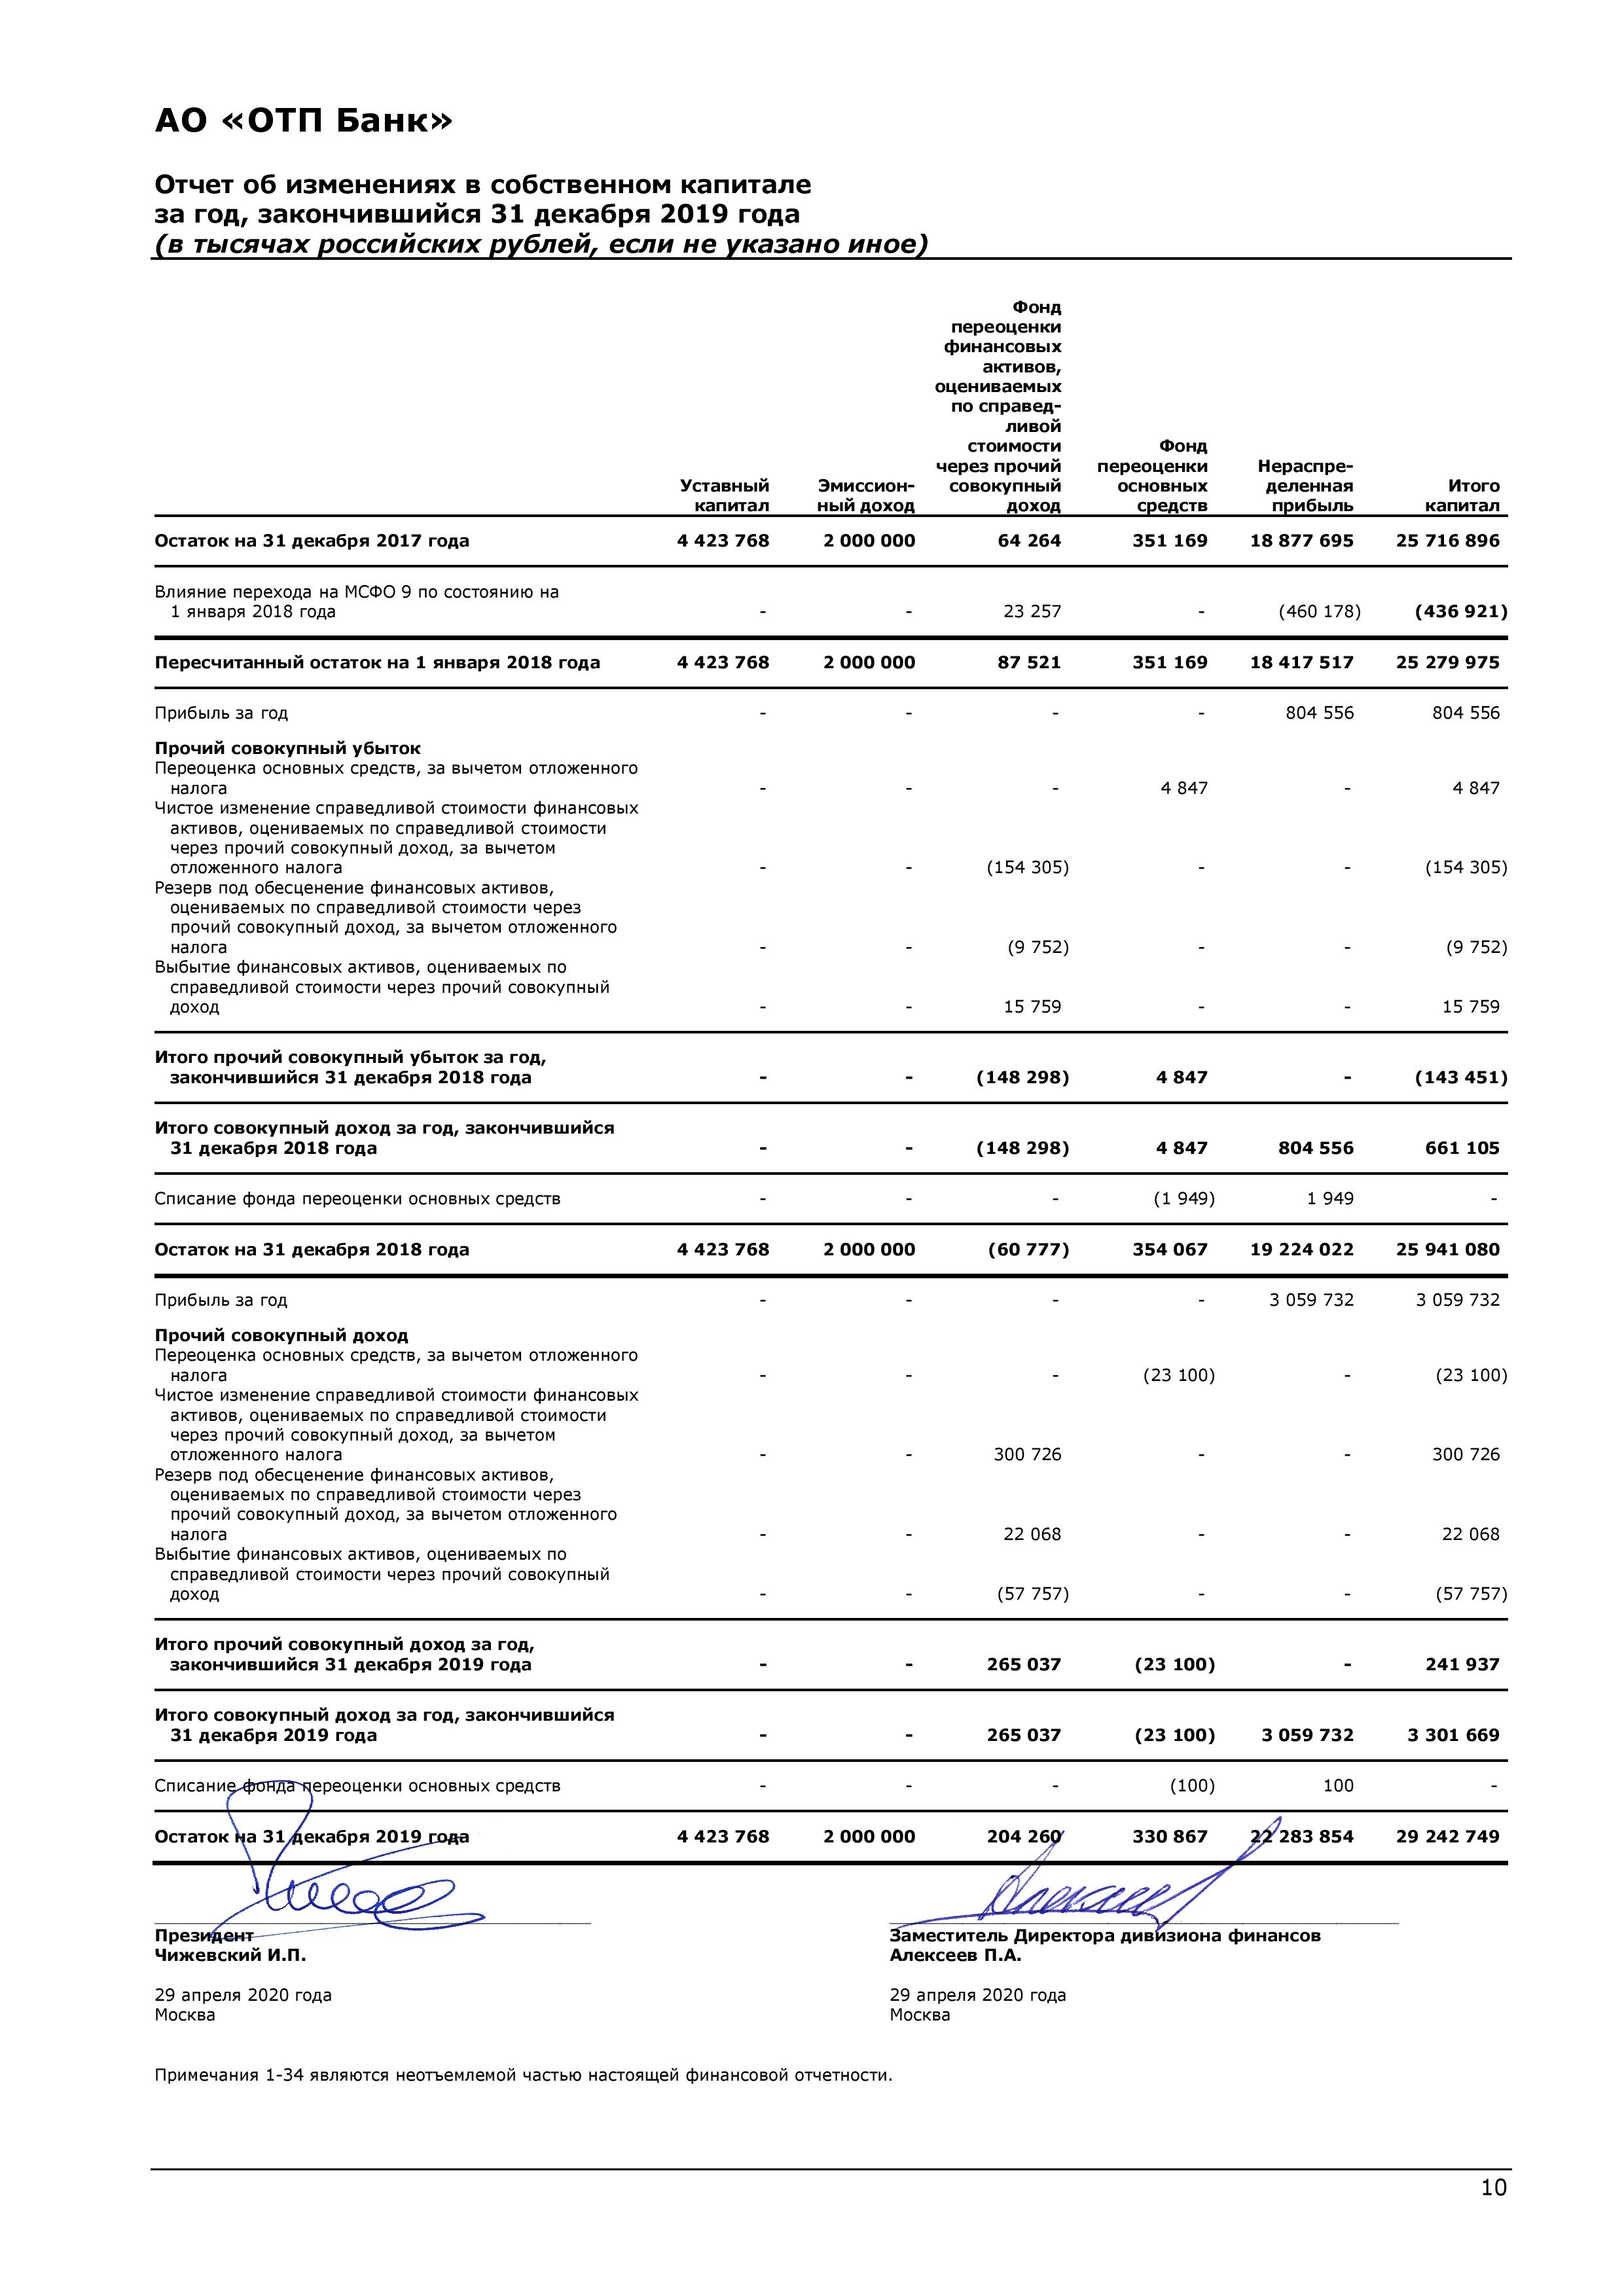 АО «ОТП Банк»
Отчет об изменениях в собственном капитале
за год, закончившийся 31 декабря 2019 года
(в тысячах российских рублей, если не указано иное)
Уставный капитал
Эмиссион-ный доход
Фонд переоценки финансовых активов, оцениваемых по справед-ливой стоимости через прочий совокупный доход
Фонд переоценки основных средств
Нераспре-деленная прибыль
Итого капитал
Остаток на 31 декабря 2017 года 4 423 768 2 000 000 64 264 351 169 18 877 695 25 716 896
Влияние перехода на МСФО 9 по состоянию на
1 января 2018 года - - 23 257 - (460 178) (436 921)
Пересчитанный остаток на 1 января 2018 года 4 423 768 2 000 000 87 521 351 169 18 417 517 25 279 975
Прибыль за год - - - - 804 556 804 556
Прочий совокупный убыток
Переоценка основных средств, за вычетом отложенного
налога - - - 4 847 - 4 847
Чистое изменение справедливой стоимости финансовых
активов, оцениваемых по справедливой стоимости
через прочий совокупный доход, за вычетом
отложенного налога - - (154 305) - - (154 305)
Резерв под обесценение финансовых активов,
оцениваемых по справедливой стоимости через
прочий совокупный доход, за вычетом отложенного
налога - - (9 752) - - (9 752)
Выбытие финансовых активов, оцениваемых по
справедливой стоимости через прочий совокупный
доход - - 15 759 - - 15 759
Итого прочий совокупный убыток за год,
закончившийся 31 декабря 2018 года - - (148 298) 4 847 - (143 451)
Итого совокупный доход за год, закончившийся
31 декабря 2018 года - - (148 298) 4 847 804 556 661 105
Списание фонда переоценки основных средств - - - (1 949) 1 949 -
Остаток на 31 декабря 2018 года 4 423 768 2 000 000 (60 777) 354 067 19 224 022 25 941 080
Прибыль за год - - - - 3 059 732 3 059 732
Прочий совокупный доход
Переоценка основных средств, за вычетом отложенного
налога - - - (23 100) - (23 100)
Чистое изменение справедливой стоимости финансовых
активов, оцениваемых по справедливой стоимости
через прочий совокупный доход, за вычетом
отложенного налога - - 300 726 - - 300 726
Резерв под обесценение финансовых активов,
оцениваемых по справедливой стоимости через
прочий совокупный доход, за вычетом отложенного
налога - - 22 068 - - 22 068
Выбытие финансовых активов, оцениваемых по
справедливой стоимости через прочий совокупный
доход - - (57 757) - - (57 757)
Итого прочий совокупный доход за год,
закончившийся 31 декабря 2019 года - - 265 037 (23 100) - 241 937
Итого совокупный доход за год, закончившийся
31 декабря 2019 года - - 265 037 (23 100) 3 059 732 3 301 669
Списание фонда переоценки основных средств - - - (100) 100 -
Остаток на 31 декабря 2019 года 4 423 768 2 000 000 204 260 330 867 22 283 854 29 242 749
Президент
Чижевский И.П.
29 апреля 2020 года
Москва
Заместитель Директора дивизиона финансов
Алексеев П.А.
29 апреля 2020 года
Москва
Примечания 1-34 являются неотъемлемой частью настоящей финансовой отчетности.
10